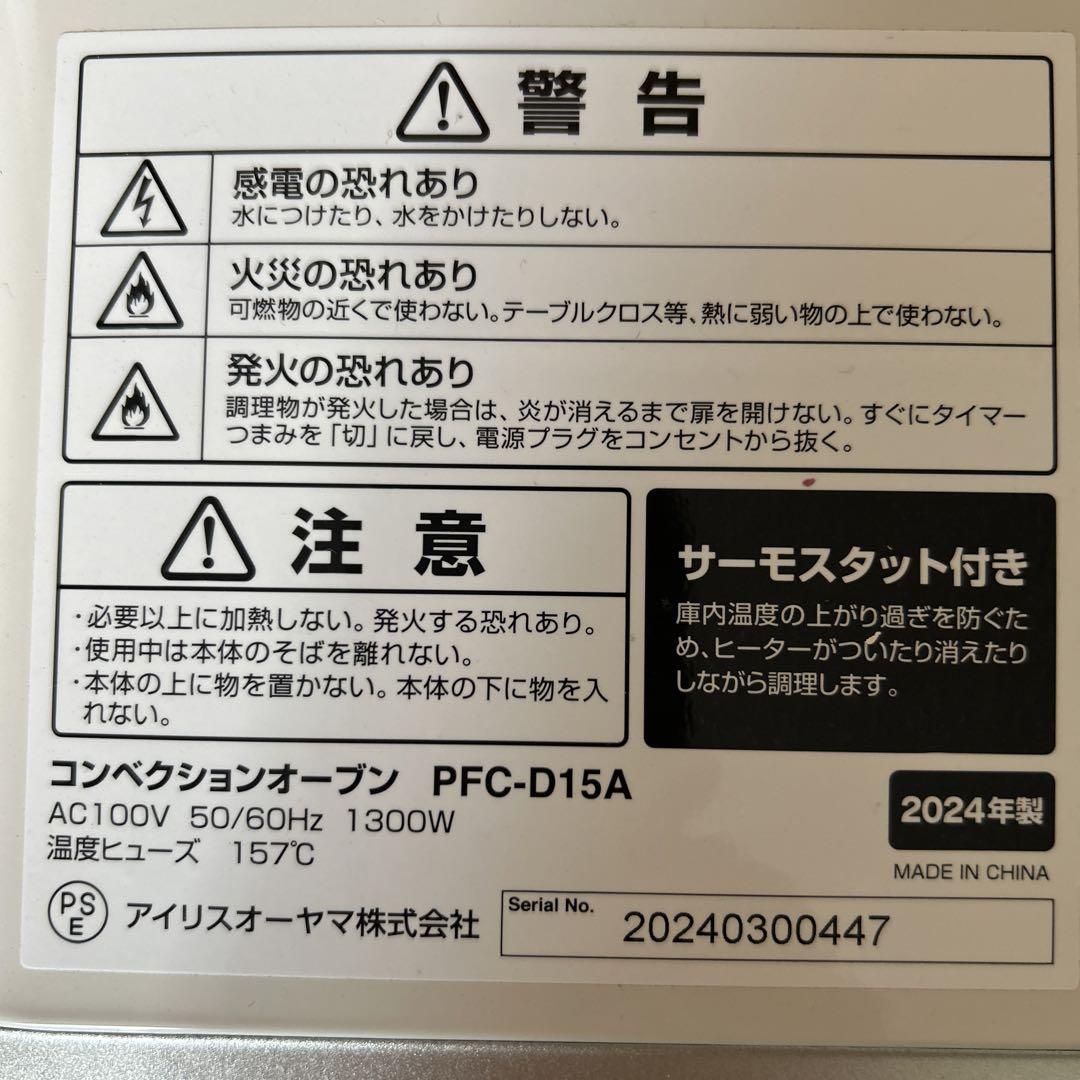 警告
感電の恐れあり
水につけたり、水をかけたりしない。
火災の恐れあり
可燃物の近くで使わない。テーブルクロス等、熱に弱い物の上で使わない。
発火の恐れあり
調理物が発火した場合は、炎が消えるまで扉を開けない。すぐにタイマー
つまみを「切」に戻し、電源プラグをコンセントから抜く。
注意
・必要以上に加熱しない。発火する恐れあり。
・使用中は本体のそばを離れない。
・本体の上に物を置かない。本体の下に物を入
れない。
サーモスタット付き
庫内温度の上がり過ぎを防ぐた
め、ヒーターがついたり消えたり
しながら調理します。
コンベクションオーブン PFC-D15A
AC100V 50/60Hz 1300W
温度ヒューズ 157℃
2024年製
MADE IN CHINA
PSE アイリスオーヤマ株式会社
Serial No. 20240300447